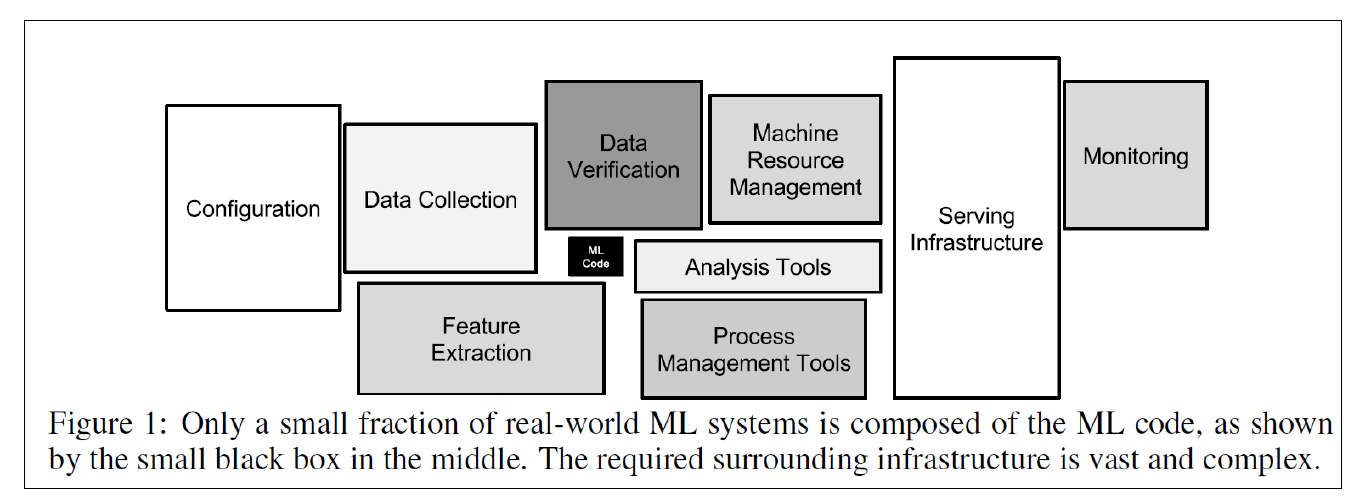 Configuration
Data Collection
Feature
Extraction
Data
Verification
ML
Code
Machine
Resource
Management
Analysis Tools
Process
Management Tools
Serving
Infrastructure
Monitoring
Figure 1: Only a small fraction of real-world ML systems is composed of the ML code, as shown
by the small black box in the middle. The required surrounding infrastructure is vast and complex.